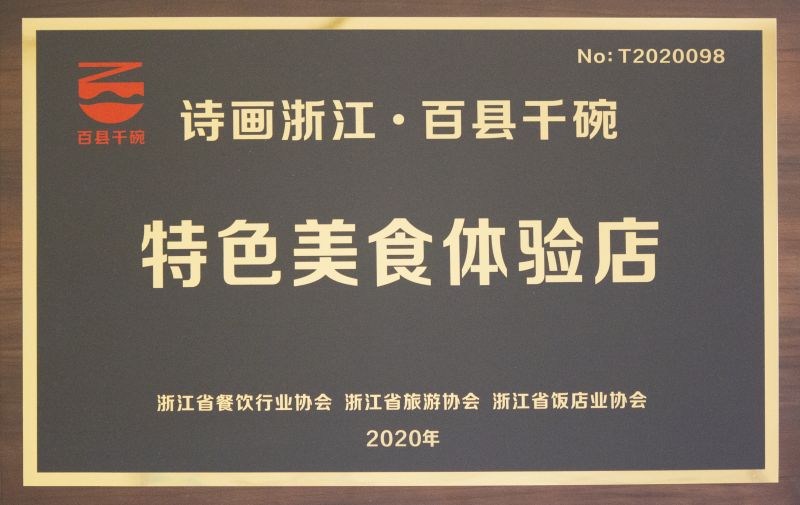 No: T2020098
百县千碗
诗画浙江·百县千碗
特色美食体验店
浙江省餐饮行业协会 浙江省旅游协会 浙江省饭店业协会
2020年